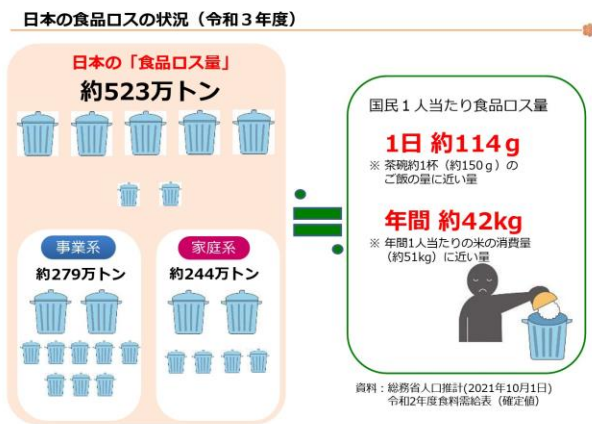 日本の食品ロスの状況（令和３年度）
日本の「食品ロス量」
約523万トン
事業系
約279万トン
家庭系
約244万トン
国民１人当たり食品ロス量
1日 約114ｇ
※ 茶碗約1杯（約150ｇ）の
ご飯の量に近い量
年間 約42kg
※ 年間1人当たりの米の消費量
（約51kg）に近い量
資料：総務省人口推計(2021年10月1日)
令和2年度食料需給表（確定値）